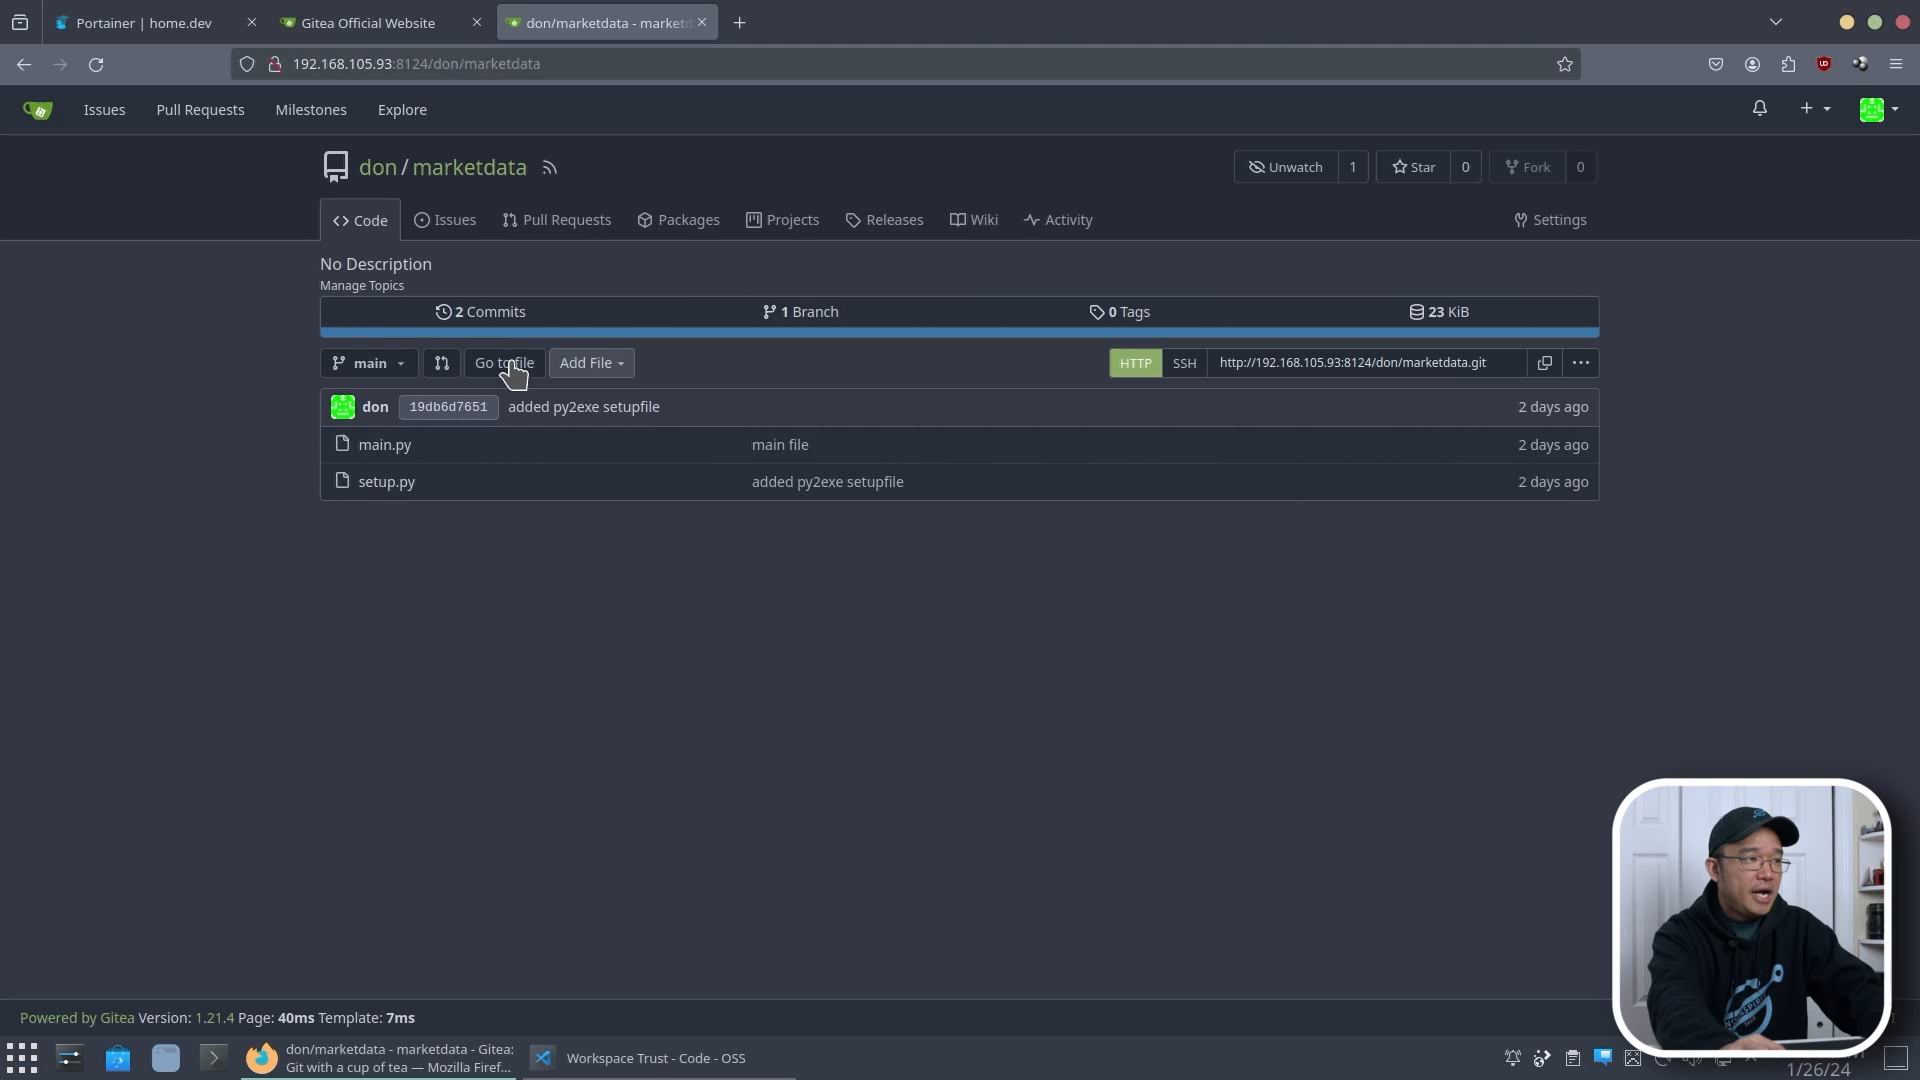 Portainer | home.dev
Gitea Official Website
don/marketdata - marketd
192.168.105.93:8124/don/marketdata
Issues
Pull Requests
Milestones
Explore
don/marketdata
Unwatch 1
Star 0
Fork 0
Code
Issues
Pull Requests
Packages
Projects
Releases
Wiki
Activity
Settings
No Description
Manage Topics
2 Commits
1 Branch
0 Tags
23 KiB
main
Go to file
Add File
HTTP
SSH
http://192.168.105.93:8124/don/marketdata.git
don 19db6d7651 added py2exe setupfile 2 days ago
main.py main file 2 days ago
setup.py added py2exe setupfile 2 days ago
Powered by Gitea Version: 1.21.4 Page: 40ms Template: 7ms
don/marketdata - marketdata - Gitea:
Git with a cup of tea — Mozilla Firef...
Workspace Trust - Code - OSS
1/26/24